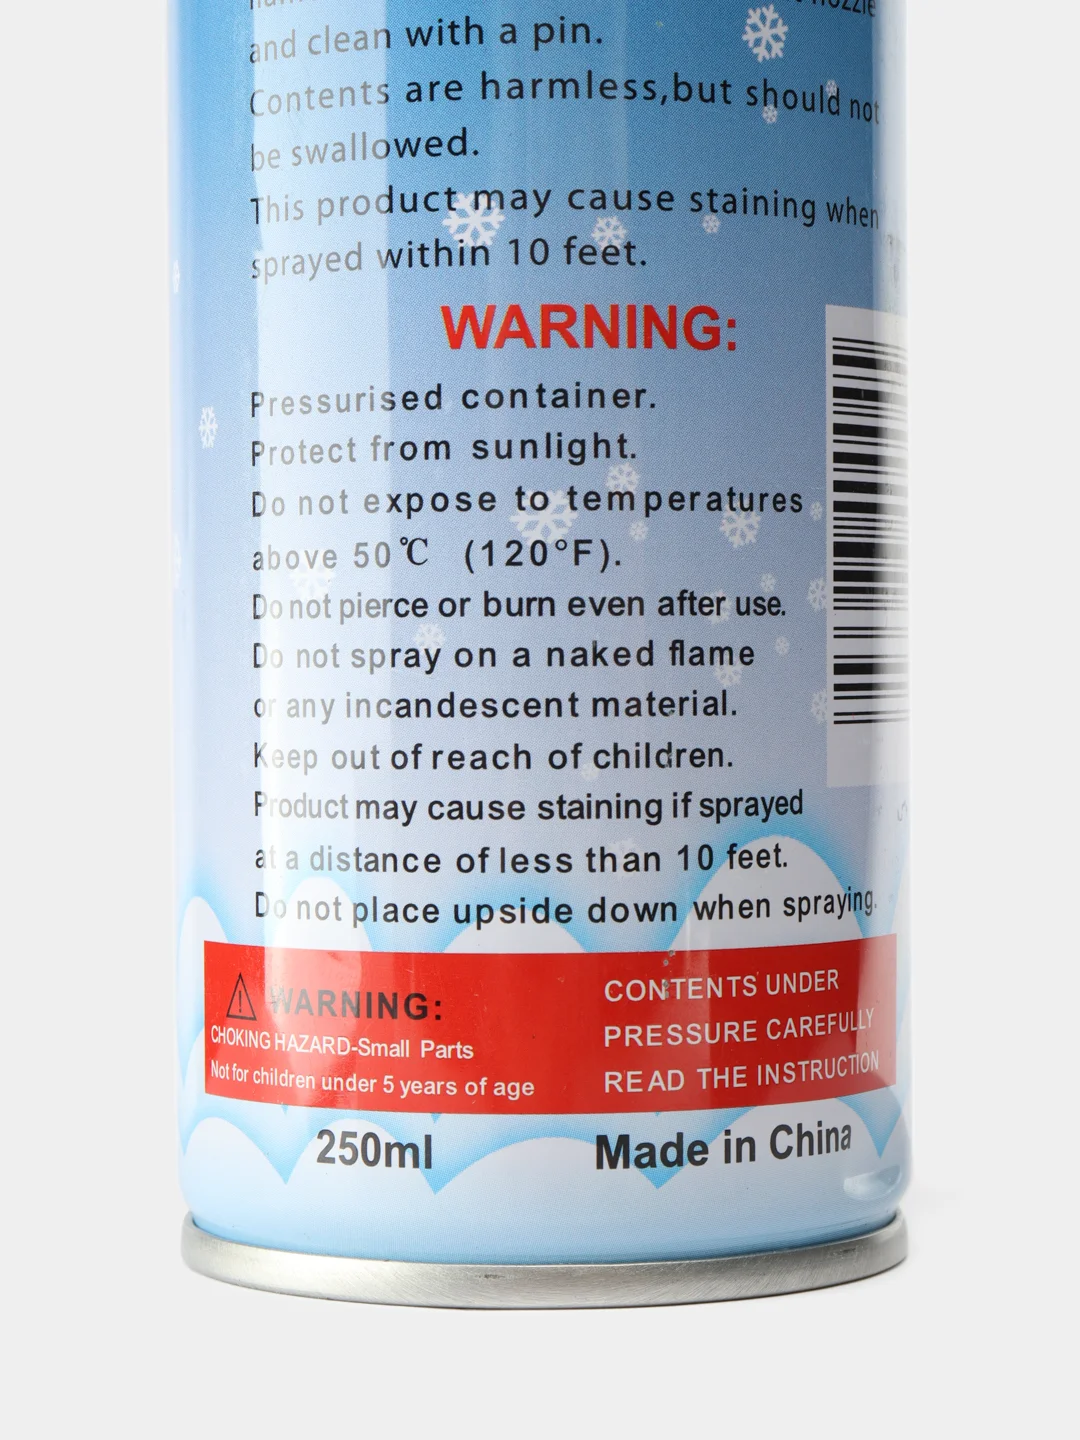 nozzle
and clean with a pin.
Contents are harmless,but should not
be swallowed.
This product may cause staining when
sprayed within 10 feet.
WARNING:
Pressurised container.
Protect from sunlight.
Do not expose to temperatures
above 50℃ (120°F).
Do not pierce or burn even after use.
Do not spray on a naked flame
or any incandescent material.
Keep out of reach of children.
Product may cause staining if sprayed
at a distance of less than 10 feet.
Do not place upside down when spraying.
WARNING:
CHOKING HAZARD-Small Parts
Not for children under 5 years of age
CONTENTS UNDER
PRESSURE CAREFULLY
READ THE INSTRUCTION
250ml
Made in China